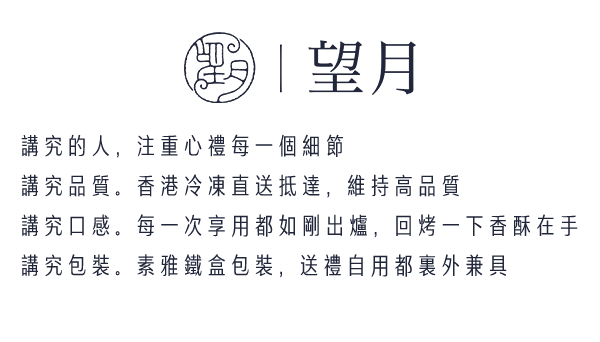 望月
講究的人，注重心禮每一個細節
講究品質。香港冷凍直送抵達，維持高品質
講究口感。每一次享用都如剛出爐，回烤一下香酥在手
講究包裝。素雅鐵盒包裝，送禮自用都裏外兼具